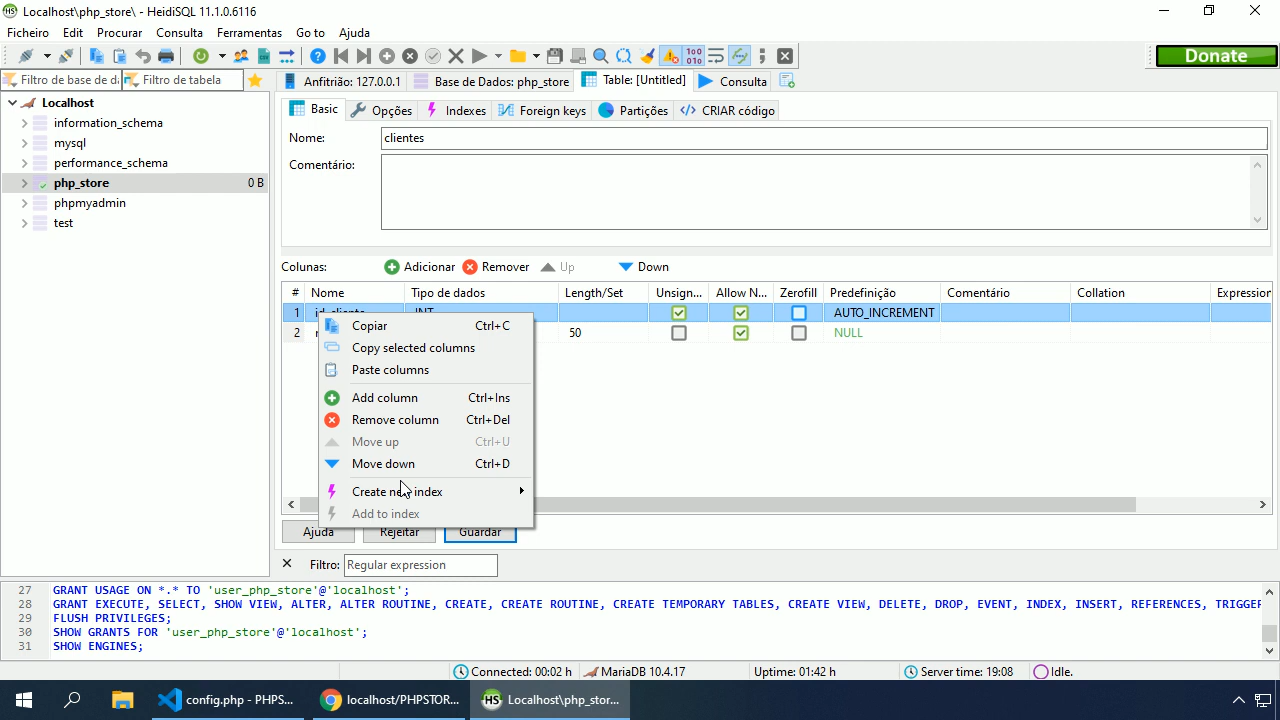 Localhost\php_store\ - HeidiSQL 11.1.0.6116
Ficheiro Edit Procurar Consulta Ferramentas Go to Ajuda
Donate
Filtro de base de d Filtro de tabela
Anfitrião: 127.0.0.1 Base de Dados: php_store Table: [Untitled] Consulta
Localhost
information_schema
mysql
performance_schema
php_store 0 B
phpmyadmin
test
Basic Opções Indexes Foreign keys Partições CRIAR código
Nome: clientes
Comentário:
Colunas: Adicionar Remover Up Down
# Nome Tipo de dados Length/Set Unsign... Allow N... Zerofill Predefinição Comentário Collation Expression
1 id_cliente INT AUTO_INCREMENT
2 50 NULL
Copiar Ctrl+C
Copy selected columns
Paste columns
Add column Ctrl+Ins
Remove column Ctrl+Del
Move up Ctrl+U
Move down Ctrl+D
Create new index
Add to index
Ajuda Rejeitar Guardar
Filtro: Regular expression
27 GRANT USAGE ON *.* TO 'user_php_store'@'localhost';
28 GRANT EXECUTE, SELECT, SHOW VIEW, ALTER, ALTER ROUTINE, CREATE, CREATE ROUTINE, CREATE TEMPORARY TABLES, CREATE VIEW, DELETE, DROP, EVENT, INDEX, INSERT, REFERENCES, TRIGGER
29 FLUSH PRIVILEGES;
30 SHOW GRANTS FOR 'user_php_store'@'localhost';
31 SHOW ENGINES;
Connected: 00:02 h MariaDB 10.4.17 Uptime: 01:42 h Server time: 19:08 Idle.
config.php - PHPS... localhost/PHPSTOR... Localhost\php_stor...